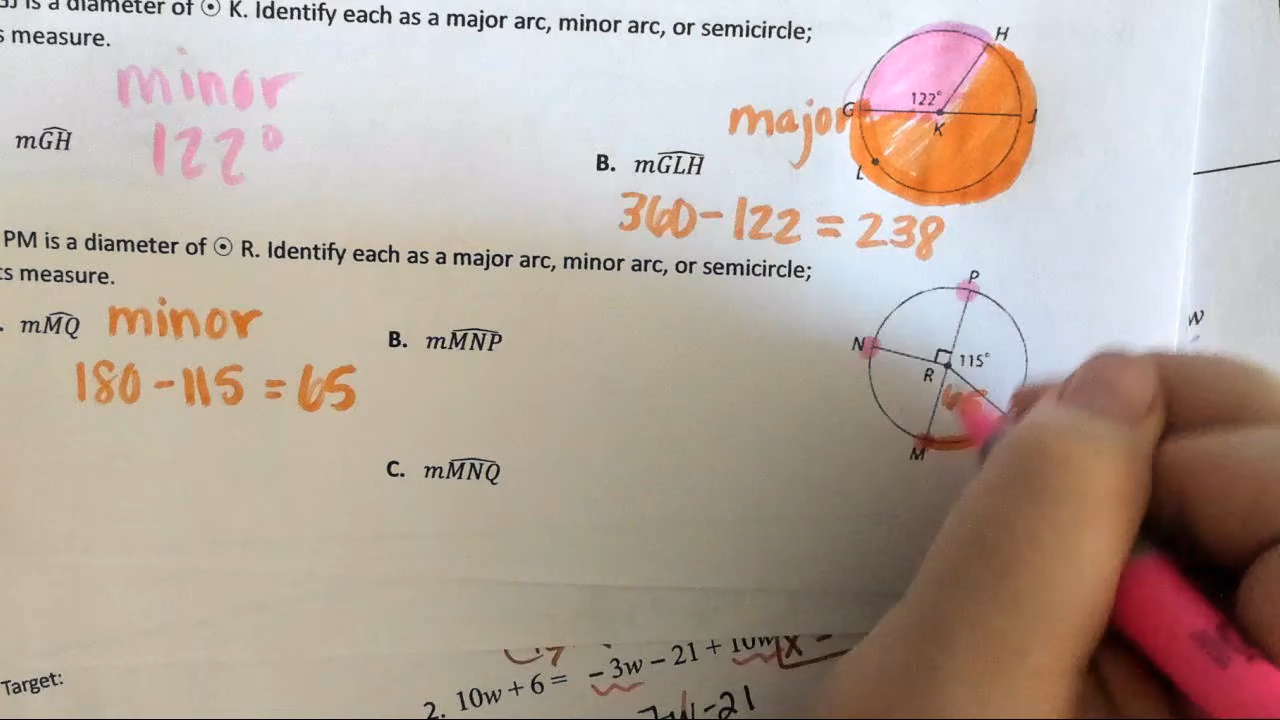 is a diameter of ⊙ K. Identify each as a major arc, minor arc, or semicircle;
measure.
minor
122°
mGH
major
B. mGLH
360-122=238
H
122°
G
K
J
L
PM is a diameter of ⊙ R. Identify each as a major arc, minor arc, or semicircle;
measure.
mMQ minor
180-115=65
B. mMNP
C. mMNQ
P
N
115°
R
M
W
Target:
2. 10w + 6 = -3w - 21 + 10w